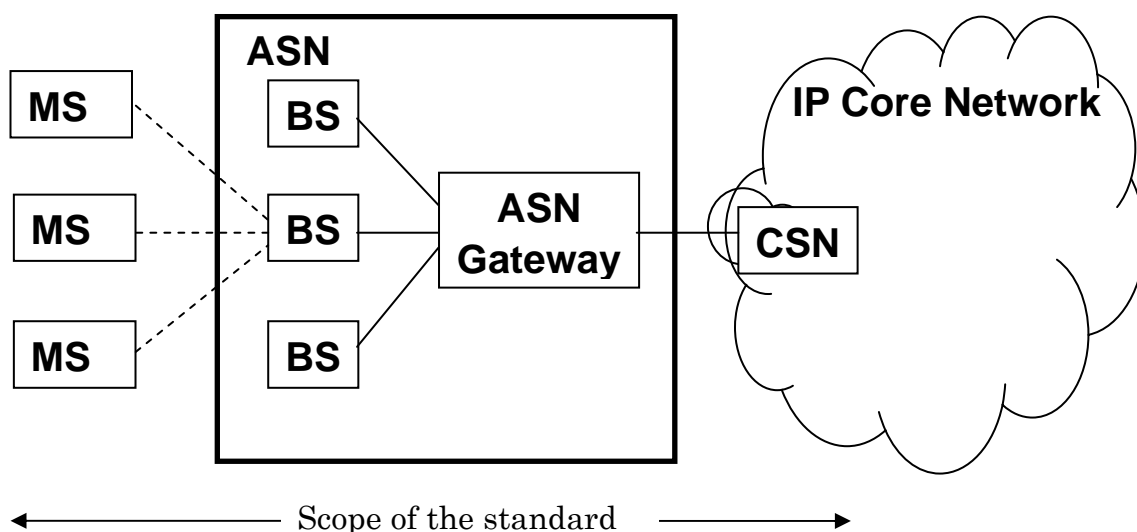 ASN
IP Core Network
MS
BS
MS
BS
ASN
Gateway
CSN
MS
BS
Scope of the standard